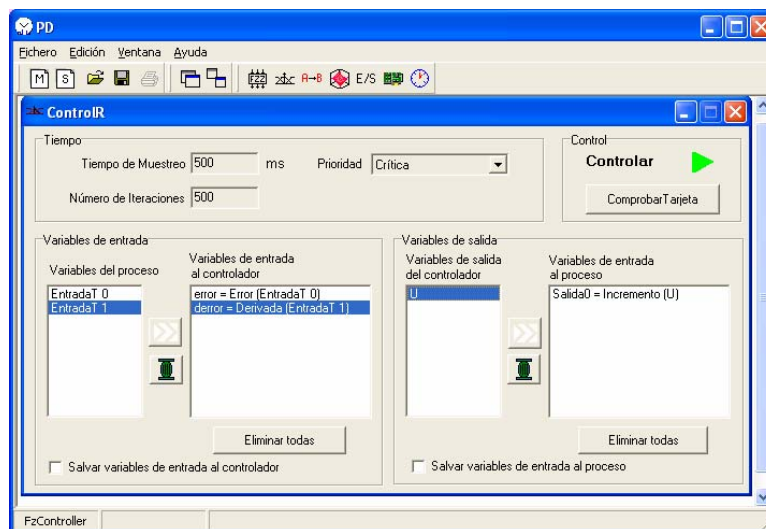 PD
Fichero Edición Ventana Ayuda
M S FZZ A→B E/S
ControlR
Tiempo
Tiempo de Muestreo 500 ms Prioridad Crítica
Número de Iteraciones 500
Control
Controlar
ComprobarTarjeta
Variables de entrada
Variables del proceso
Variables de entrada
al controlador
EntradaT 0
EntradaT 1
error = Error (EntradaT 0)
derror = Derivada (EntradaT 1)
Eliminar todas
Salvar variables de entrada al controlador
Variables de salida
Variables de salida
del controlador
Variables de entrada
al proceso
U
Salida0 = Incremento (U)
Eliminar todas
Salvar variables de entrada al proceso
FzController